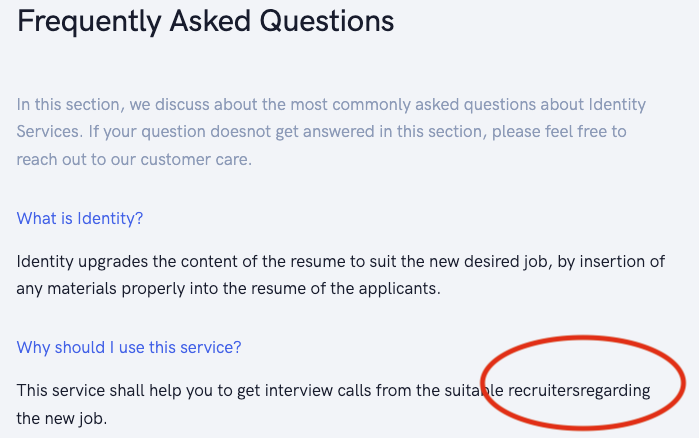 Frequently Asked Questions
In this section, we discuss about the most commonly asked questions about Identity
Services. If your question doesnot get answered in this section, please feel free to
reach out to our customer care.
What is Identity?
Identity upgrades the content of the resume to suit the new desired job, by insertion of
any materials properly into the resume of the applicants.
Why should I use this service?
This service shall help you to get interview calls from the suitable recruitersregarding
the new job.